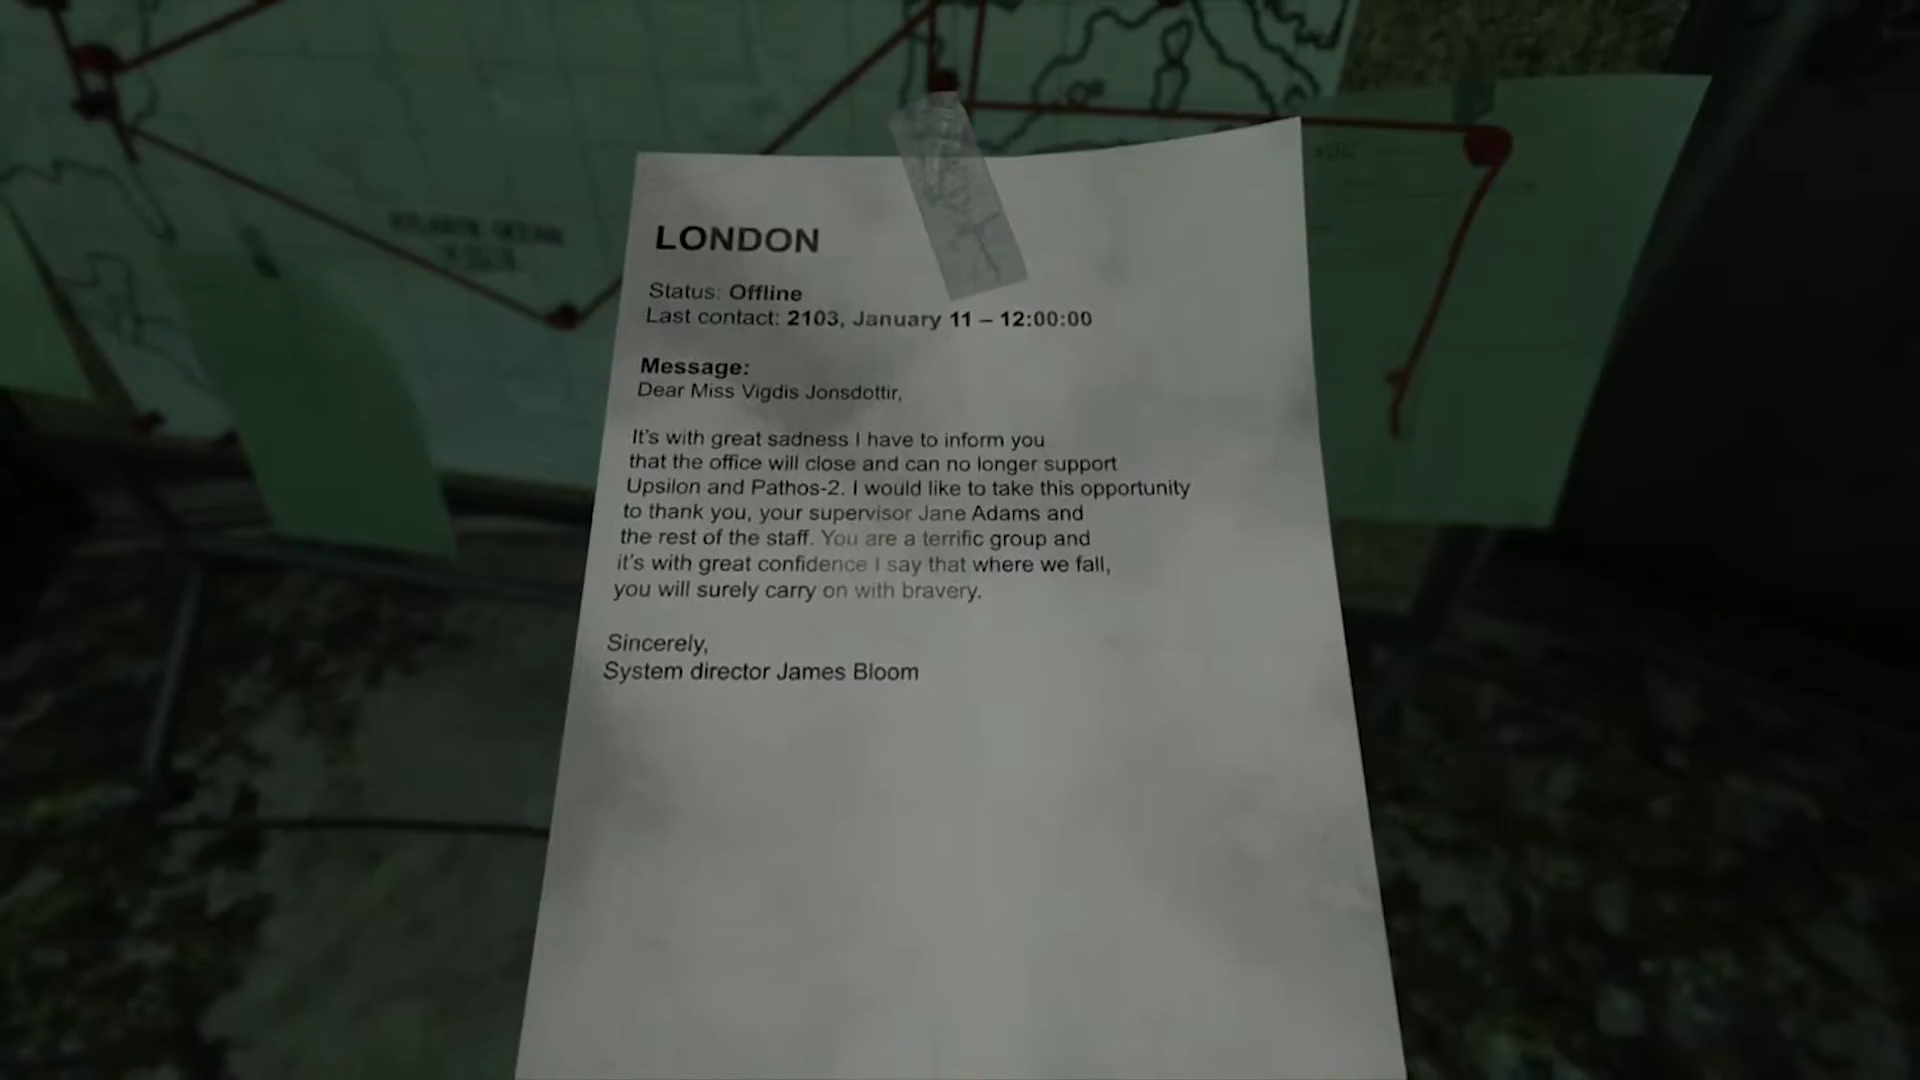 ATLANTIC OCEAN
LONDON
Status: Offline
Last contact: 2103, January 11 – 12:00:00
Message:
Dear Miss Vigdis Jonsdottir,
It's with great sadness I have to inform you
that the office will close and can no longer support
Upsilon and Pathos-2. I would like to take this opportunity
to thank you, your supervisor Jane Adams and
the rest of the staff. You are a terrific group and
it's with great confidence I say that where we fall,
you will surely carry on with bravery.
Sincerely,
System director James Bloom